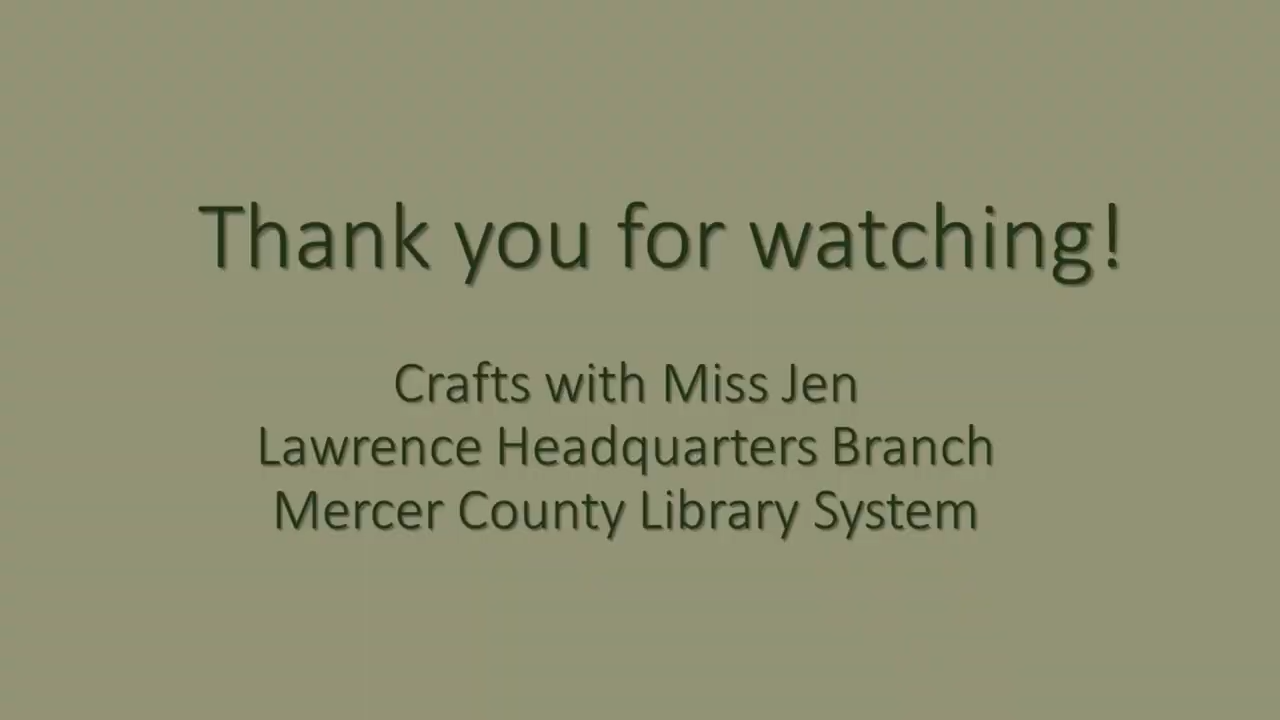 Thank you for watching!
Crafts with Miss Jen
Lawrence Headquarters Branch
Mercer County Library System